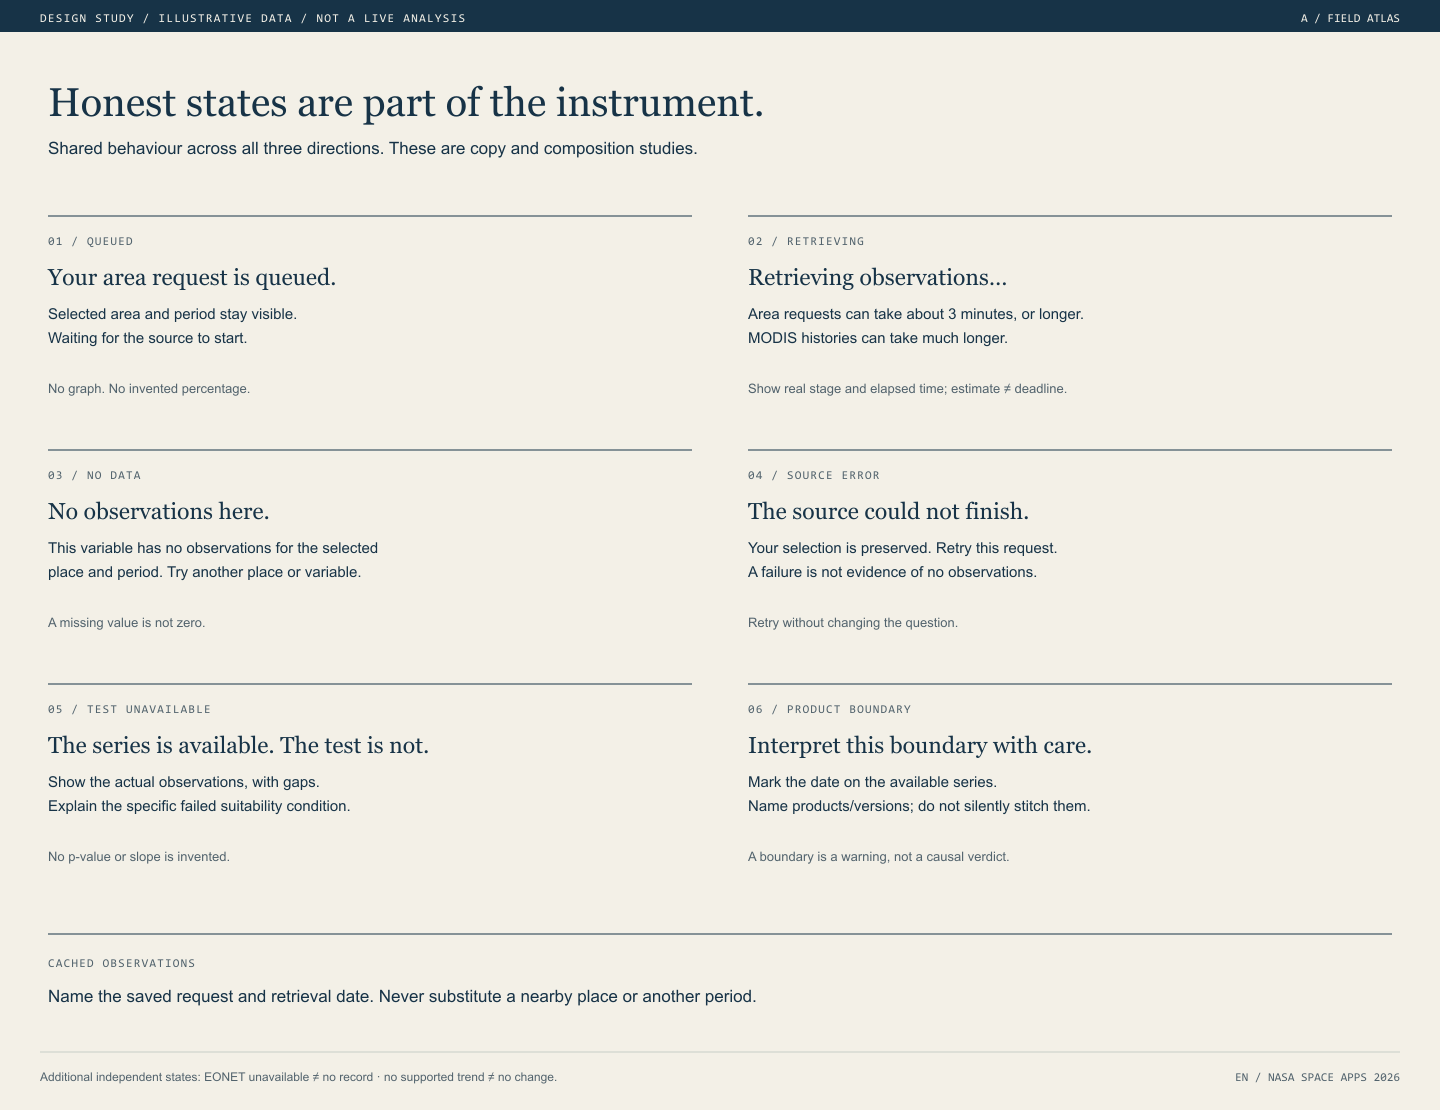 DESIGN STUDY / ILLUSTRATIVE DATA / NOT A LIVE ANALYSIS
A / FIELD ATLAS
Honest states are part of the instrument.
Shared behaviour across all three directions. These are copy and composition studies.
01 / QUEUED
Your area request is queued.
Selected area and period stay visible.
Waiting for the source to start.
No graph. No invented percentage.
02 / RETRIEVING
Retrieving observations...
Area requests can take about 3 minutes, or longer.
MODIS histories can take much longer.
Show real stage and elapsed time; estimate ≠ deadline.
03 / NO DATA
No observations here.
This variable has no observations for the selected
place and period. Try another place or variable.
A missing value is not zero.
04 / SOURCE ERROR
The source could not finish.
Your selection is preserved. Retry this request.
A failure is not evidence of no observations.
Retry without changing the question.
05 / TEST UNAVAILABLE
The series is available. The test is not.
Show the actual observations, with gaps.
Explain the specific failed suitability condition.
No p-value or slope is invented.
06 / PRODUCT BOUNDARY
Interpret this boundary with care.
Mark the date on the available series.
Name products/versions; do not silently stitch them.
A boundary is a warning, not a causal verdict.
CACHED OBSERVATIONS
Name the saved request and retrieval date. Never substitute a nearby place or another period.
Additional independent states: EONET unavailable ≠ no record · no supported trend ≠ no change.
EN / NASA SPACE APPS 2026